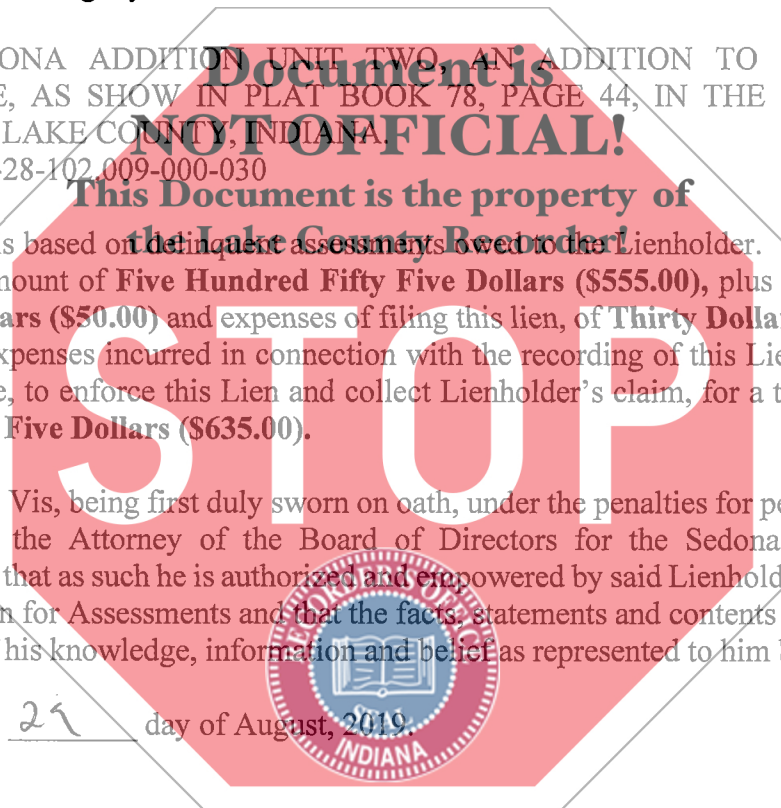 ONA ADDITION UNIT TWO, AN ADDITION TO
Document is
E, AS SHOW IN PLAT BOOK 78, PAGE 44, IN THE
LAKE COUNTY, INDIANA.
NOT OFFICIAL!
-28-102,009-000-030
This Document is the property of
the Lake County Recorder!
s based on delinquent assessments owed to the Lienholder.
nount of Five Hundred Fifty Five Dollars ($555.00), plus
ars ($50.00) and expenses of filing this lien, of Thirty Dolla
xpenses incurred in connection with the recording of this Lie
e, to enforce this Lien and collect Lienholder's claim, for a t
Five Dollars ($635.00).
STOP
Vis, being first duly sworn on oath, under the penalties for pe
the Attorney of the Board of Directors for the Sedona
that as such he is authorized and empowered by said Lienhold
n for Assessments and that the facts, statements and contents
his knowledge, information and belief as represented to him
29 day of August, 2019.
RECORDER'S OFFICE
SEAL
INDIANA